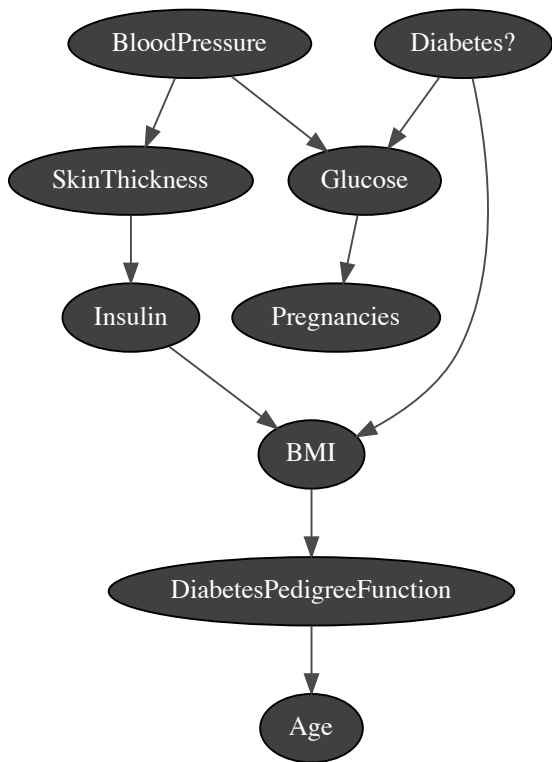 BloodPressure
Diabetes?
SkinThickness
Glucose
Insulin
Pregnancies
BMI
DiabetesPedigreeFunction
Age